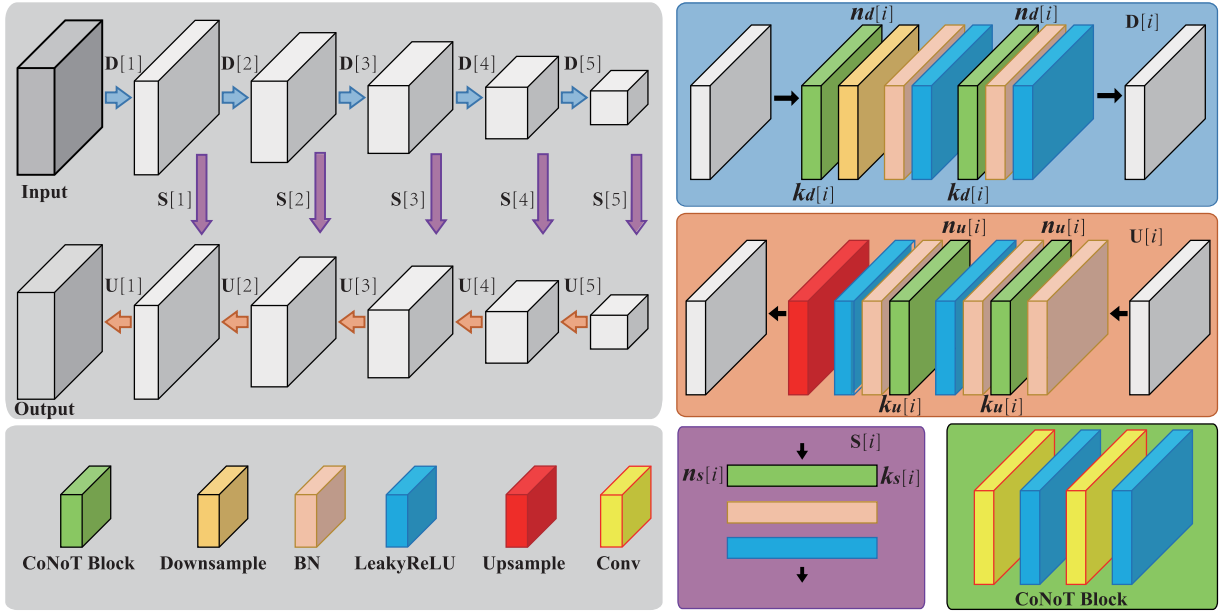 D[1] D[2] D[3] D[4] D[5]
Input
S[1] S[2] S[3] S[4] S[5]
U[1] U[2] U[3] U[4] U[5]
Output
nd[i] nd[i] D[i]
kd[i] kd[i]
nu[i] nu[i] U[i]
ku[i] ku[i]
CoNoT Block Downsample BN LeakyReLU Upsample Conv
S[i]
ns[i] ks[i]
CoNoT Block